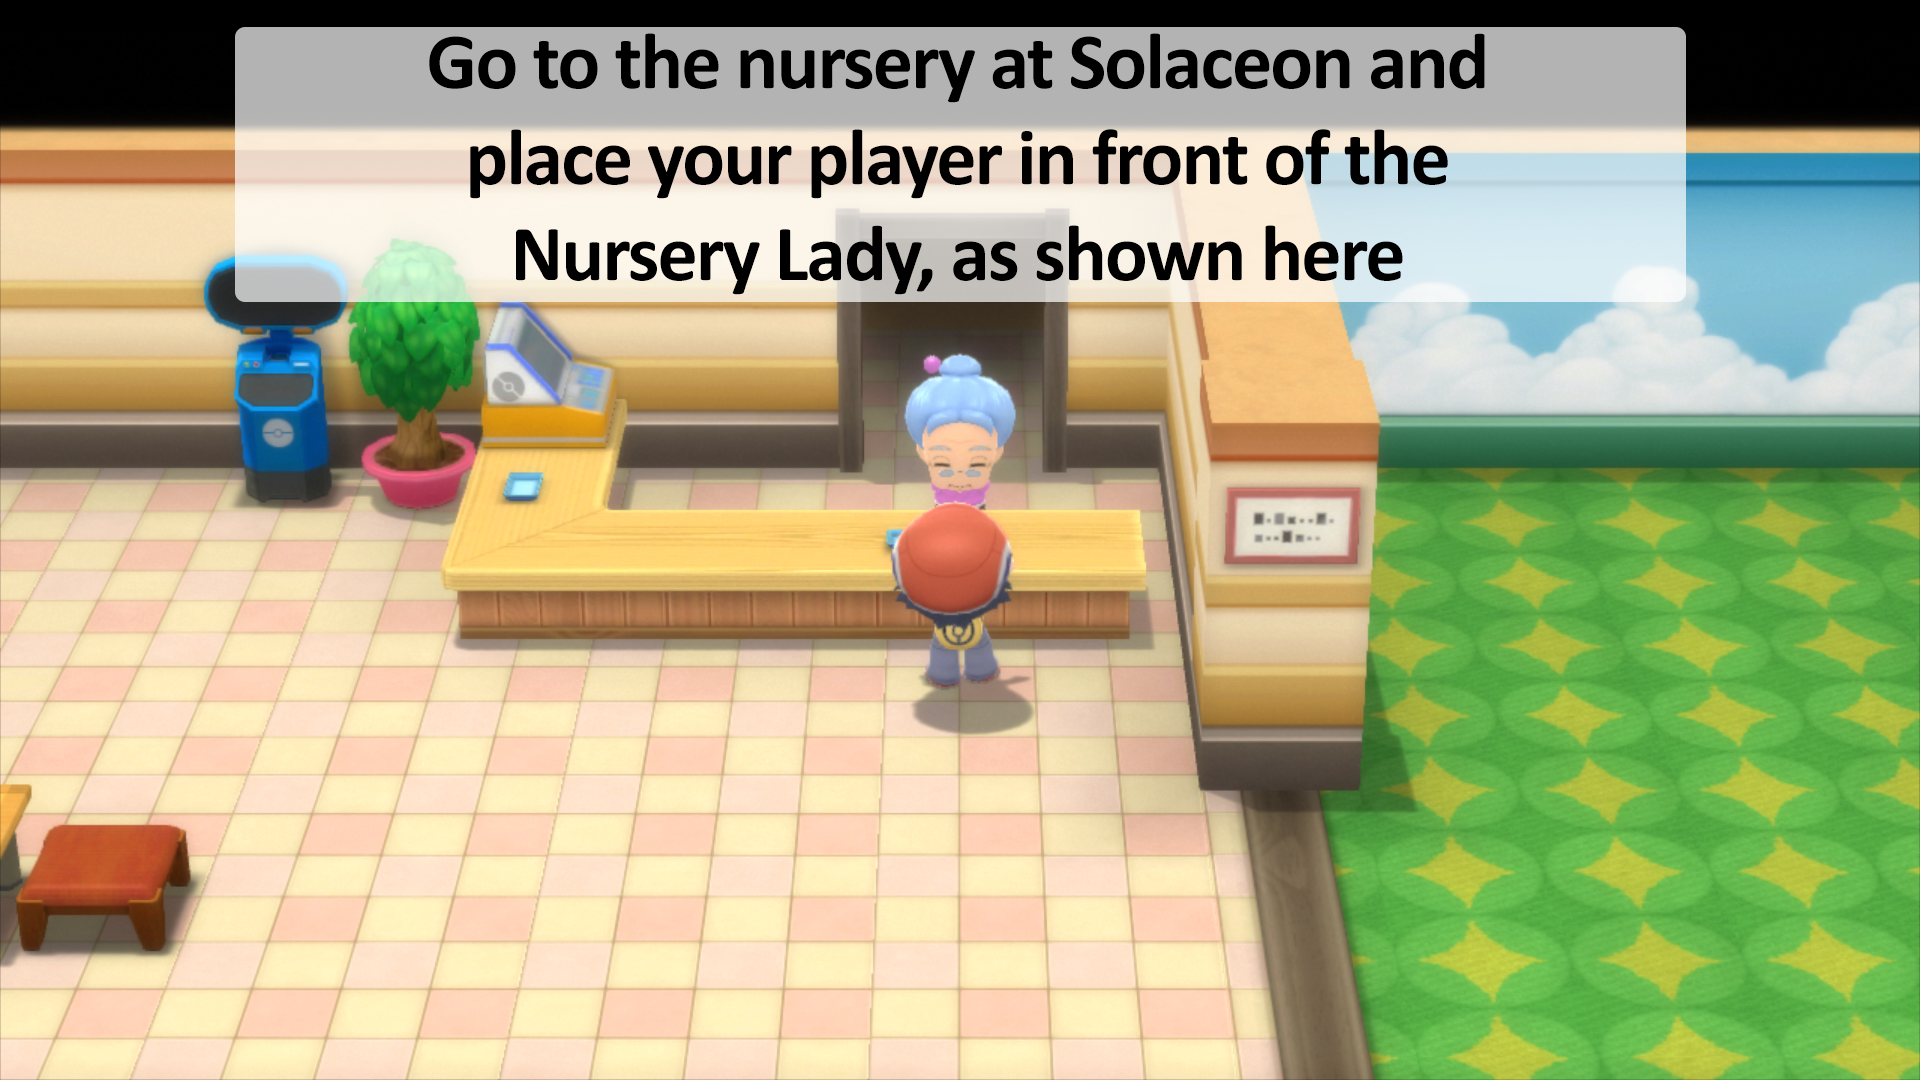 Go to the nursery at Solaceon and
place your player in front of the
Nursery Lady, as shown here